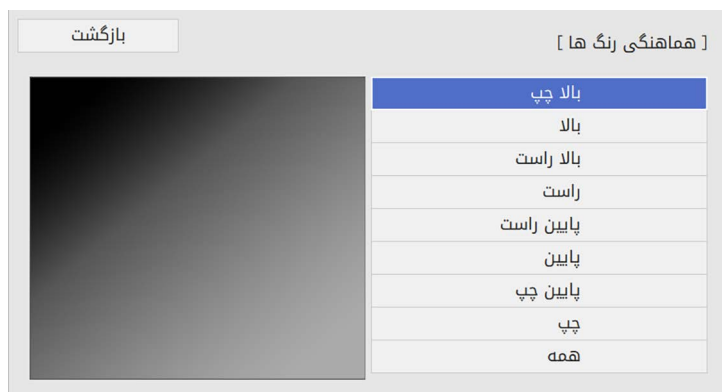 [ هماهنگی رنگ ها ]
بازگشت
بالا چپ
بالا
بالا راست
راست
پایین راست
پایین
پایین چپ
چپ
همه